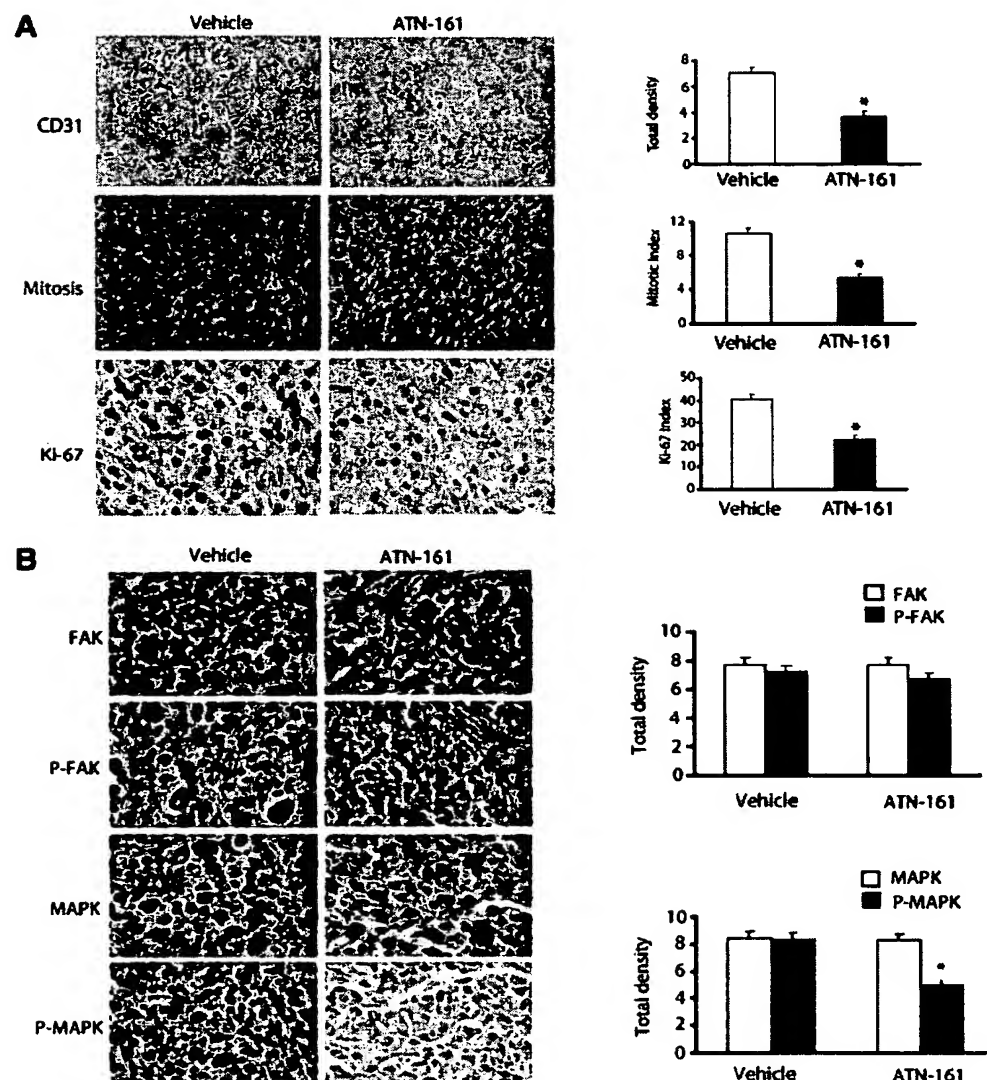 A
Vehicle ATN-161
CD31
Mitosis
Ki-67
8
6
4
2
0
Total density
Vehicle ATN-161
*
12
8
4
0
Mitotic Index
Vehicle ATN-161
*
50
40
30
20
10
0
Ki-67 Index
Vehicle ATN-161
*
B
Vehicle ATN-161
FAK
P-FAK
MAPK
P-MAPK
FAK
P-FAK
10
8
6
4
2
0
Total density
Vehicle ATN-161
MAPK
P-MAPK
10
8
6
4
2
0
Total density
*
Vehicle ATN-161